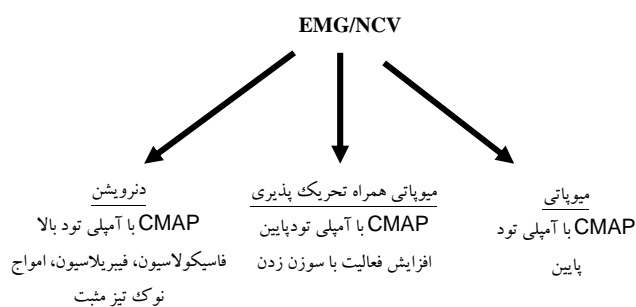 EMG/NCV
دنرویشن
CMAP با آمپلی تود بالا
فاسیکولاسیون، فیبریلاسیون، امواج
نوک تیز مثبت
میوپاتی همراه تحریک پذیری
CMAP با آمپلی تودپایین
افزایش فعالیت با سوزن زدن
میوپاتی
CMAP با آمپلی تود
پایین